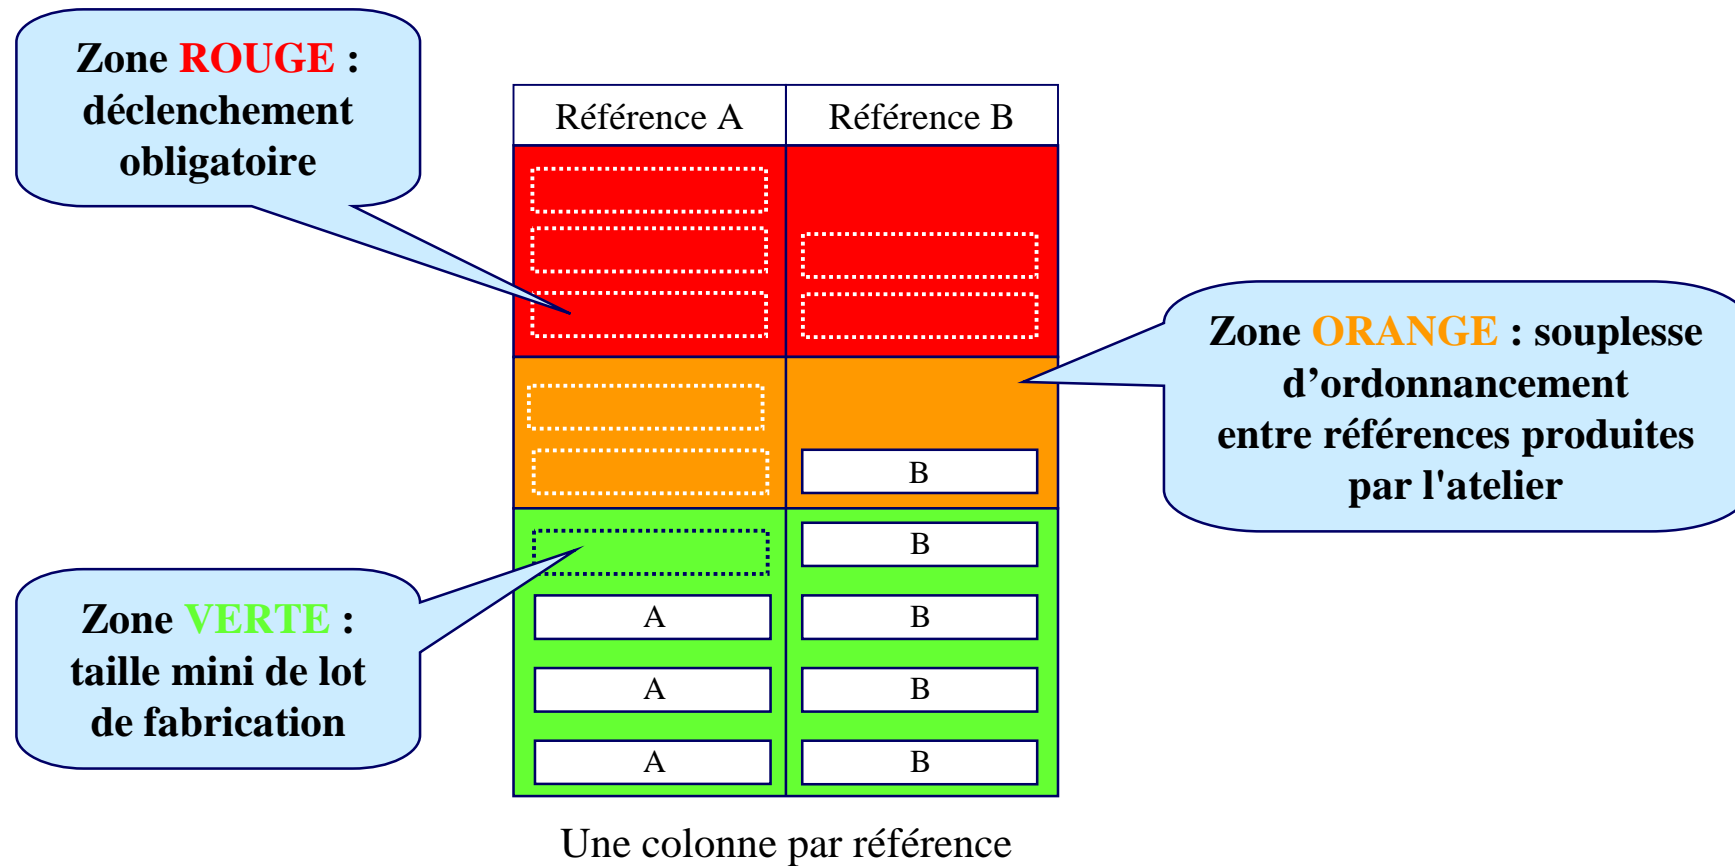 Zone ROUGE :
déclenchement
obligatoire
Référence A
Référence B
Zone ORANGE : souplesse
d’ordonnancement
entre références produites
par l'atelier
B
B
Zone VERTE :
taille mini de lot
de fabrication
A
B
A
B
A
B
Une colonne par référence